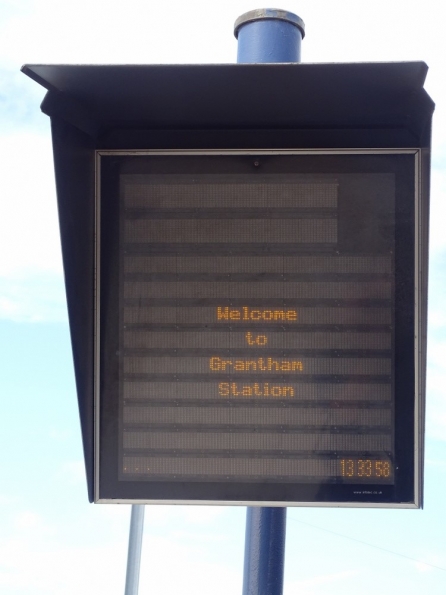 Welcome
to
Grantham
Station
. . . 13 33 58